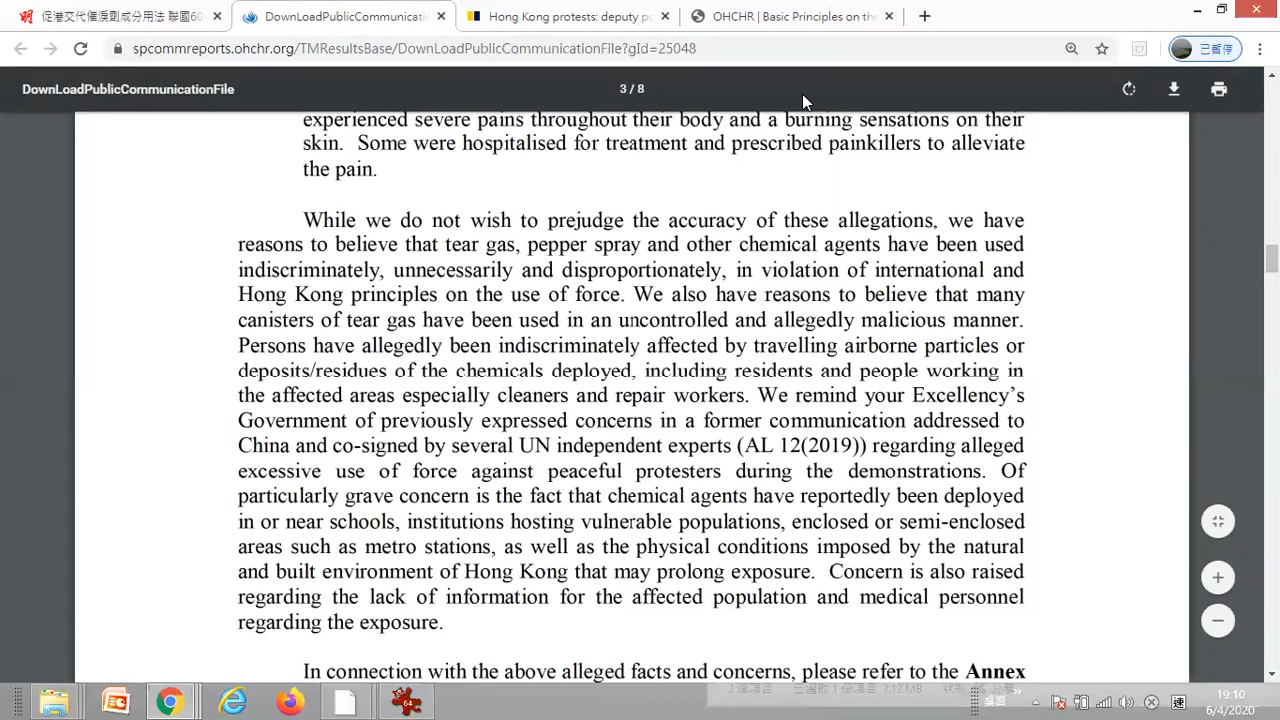 促港交代催淚劑成分用法 聯國60
DownLoadPublicCommunicati
Hong Kong protests: deputy po
OHCHR | Basic Principles on the
spcommreports.ohchr.org/TMResultsBase/DownLoadPublicCommunicationFile?gId=25048
已暫停
DownLoadPublicCommunicationFile
3 / 8
experienced severe pains throughout their body and a burning sensations on their
skin. Some were hospitalised for treatment and prescribed painkillers to alleviate
the pain.
While we do not wish to prejudge the accuracy of these allegations, we have
reasons to believe that tear gas, pepper spray and other chemical agents have been used
indiscriminately, unnecessarily and disproportionately, in violation of international and
Hong Kong principles on the use of force. We also have reasons to believe that many
canisters of tear gas have been used in an uncontrolled and allegedly malicious manner.
Persons have allegedly been indiscriminately affected by travelling airborne particles or
deposits/residues of the chemicals deployed, including residents and people working in
the affected areas especially cleaners and repair workers. We remind your Excellency’s
Government of previously expressed concerns in a former communication addressed to
China and co-signed by several UN independent experts (AL 12(2019)) regarding alleged
excessive use of force against peaceful protesters during the demonstrations. Of
particularly grave concern is the fact that chemical agents have reportedly been deployed
in or near schools, institutions hosting vulnerable populations, enclosed or semi-enclosed
areas such as metro stations, as well as the physical conditions imposed by the natural
and built environment of Hong Kong that may prolong exposure. Concern is also raised
regarding the lack of information for the affected population and medical personnel
regarding the exposure.
In connection with the above alleged facts and concerns, please refer to the Annex
64
桌面
速
19:10
6/4/2020